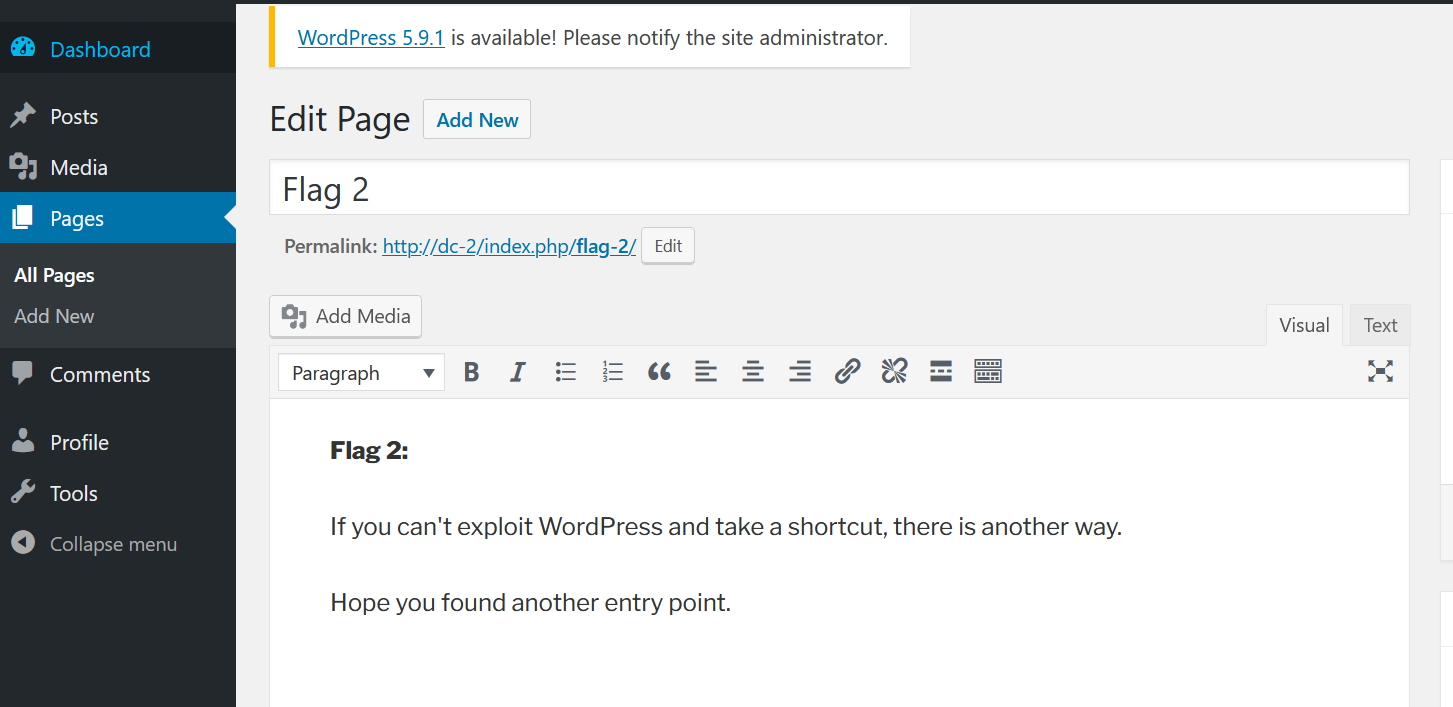 Dashboard
Posts
Media
Pages
All Pages
Add New
Comments
Profile
Tools
Collapse menu
WordPress 5.9.1 is available! Please notify the site administrator.
Edit Page
Add New
Flag 2
Permalink: http://dc-2/index.php/flag-2/ Edit
Add Media
Visual Text
Paragraph
Flag 2:
If you can't exploit WordPress and take a shortcut, there is another way.
Hope you found another entry point.